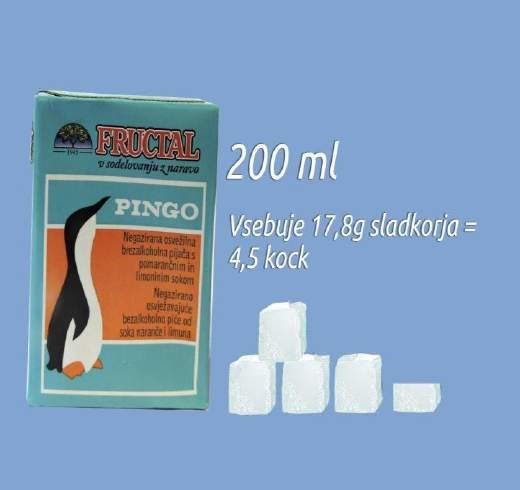 FRUCTAL
1945
v sodelovanju z naravo
PINGO
Negazirana osvežilna
brezalkoholna pijača s
pomarančnim in
limoninim sokom
Negazirano
osvježavajuće
bezalkoholno piće od
soka naranče i limuna.
200 ml
Vsebuje 17,8g sladkorja =
4,5 kock